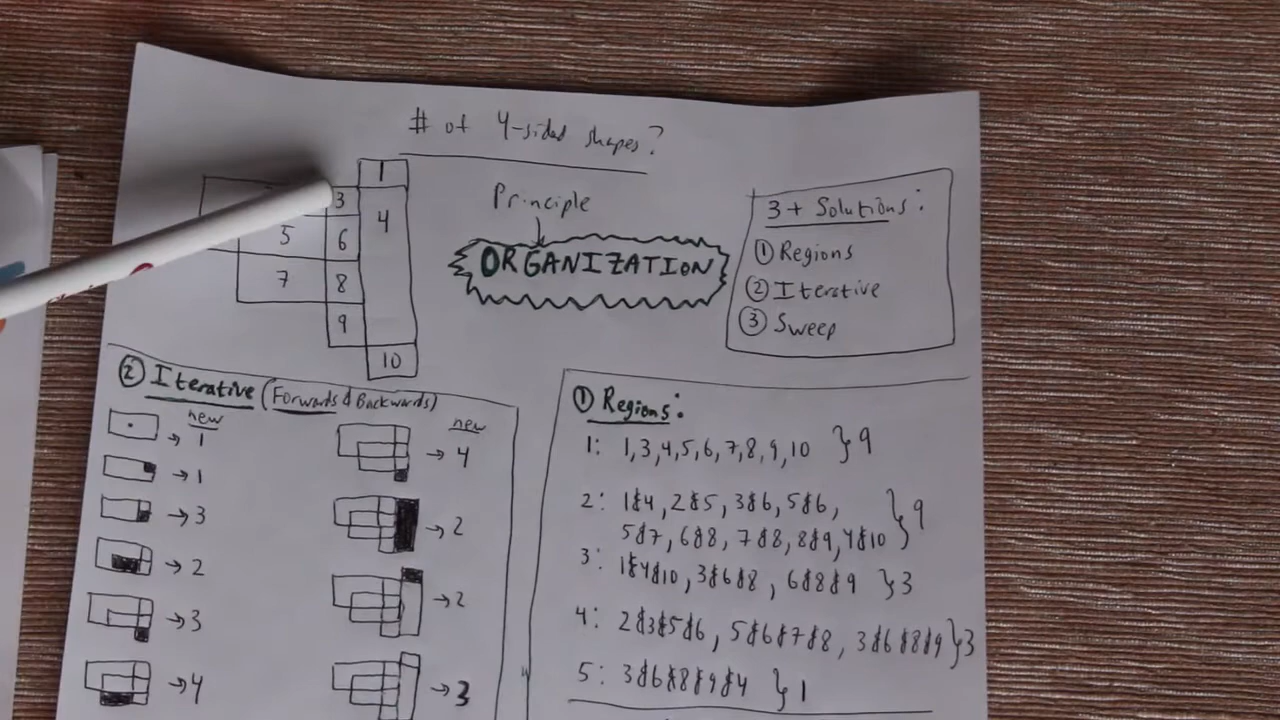 # of 4-sided shapes?
1
3
4
5
6
7
8
9
10
Principle
ORGANIZATION
3+ Solutions:
① Regions
② Iterative
③ Sweep
② Iterative (Forwards & Backwards)
new
→ 1
→ 1
→ 3
→ 2
→ 3
→ 4
new
→ 4
→ 2
→ 2
→ 3
① Regions:
1: 1,3,4,5,6,7,8,9,10 } 9
2: 1&4, 2&5, 3&6, 5&6,
5&7, 6&8, 7&8, 8&9, 4&10 } 9
3: 1&4&10, 3&6&8, 6&8&9 } 3
4: 2&3&5&6, 5&6&7&8, 3&6&8&9 } 3
5: 3&6&8&9&4 } 1